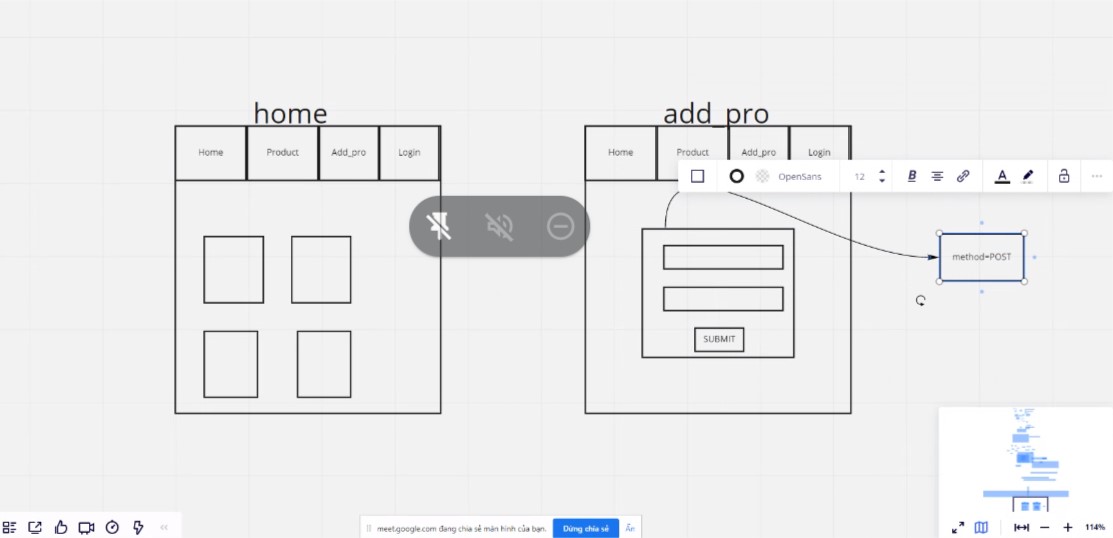 home
Home
Product
Add_pro
Login
add_pro
Home
Product
Add_pro
Login
OpenSans
12
B
A
method=POST
SUBMIT
meet.google.com đang chia sẻ màn hình của bạn.
Dừng chia sẻ
Ẩn
114%